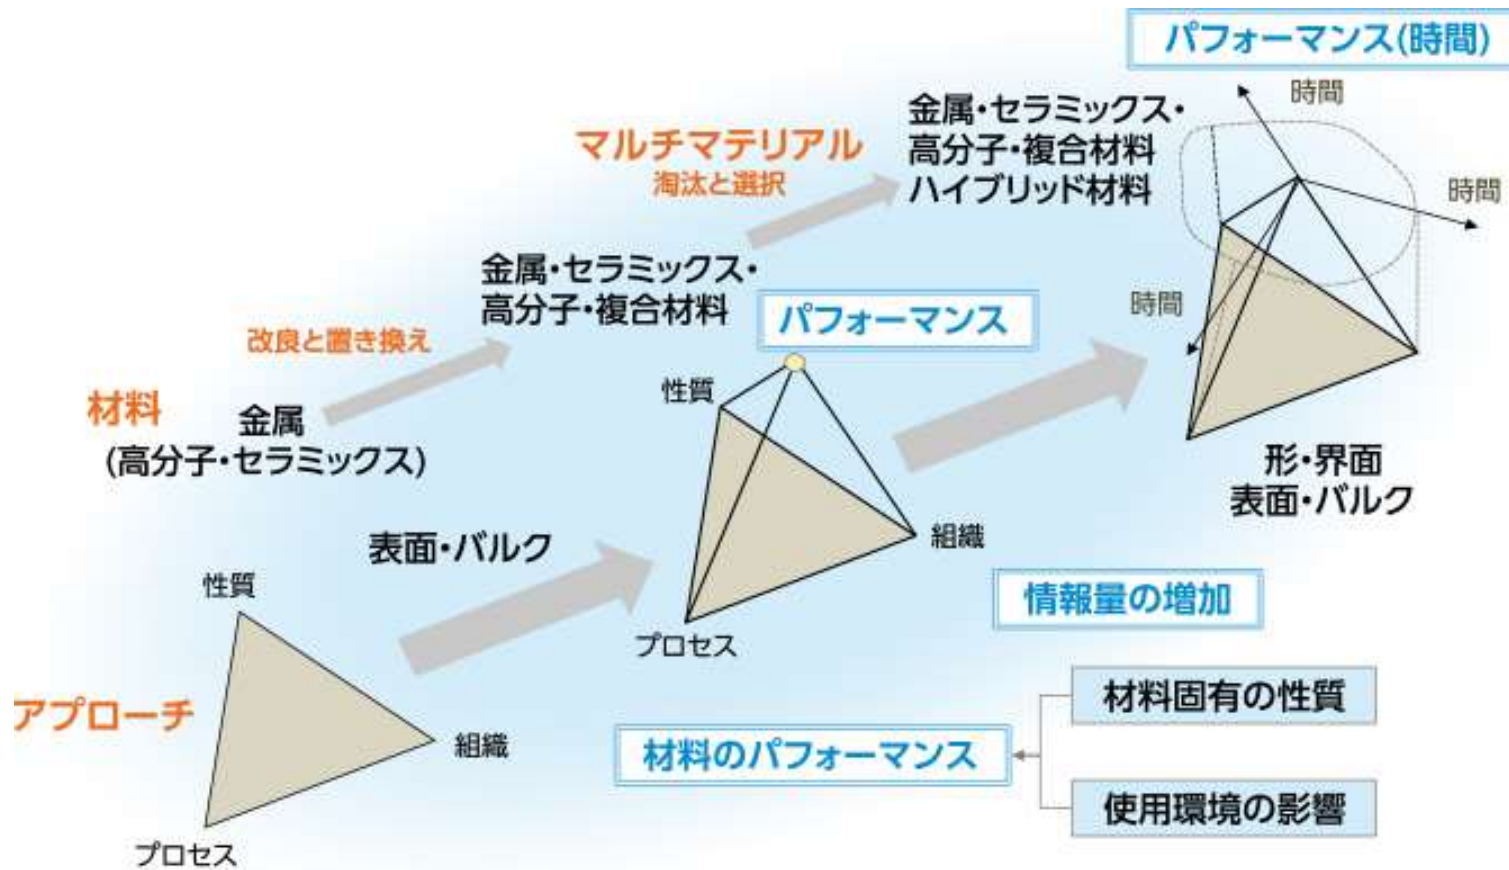 パフォーマンス(時間)
時間
金属・セラミックス・
高分子・複合材料
ハイブリッド材料
マルチマテリアル
淘汰と選択
時間
金属・セラミックス・
高分子・複合材料
時間
パフォーマンス
改良と置き換え
性質
材料
金属
(高分子・セラミックス)
形・界面
表面・バルク
表面・バルク
組織
性質
情報量の増加
プロセス
材料固有の性質
アプローチ
組織
材料のパフォーマンス
使用環境の影響
プロセス